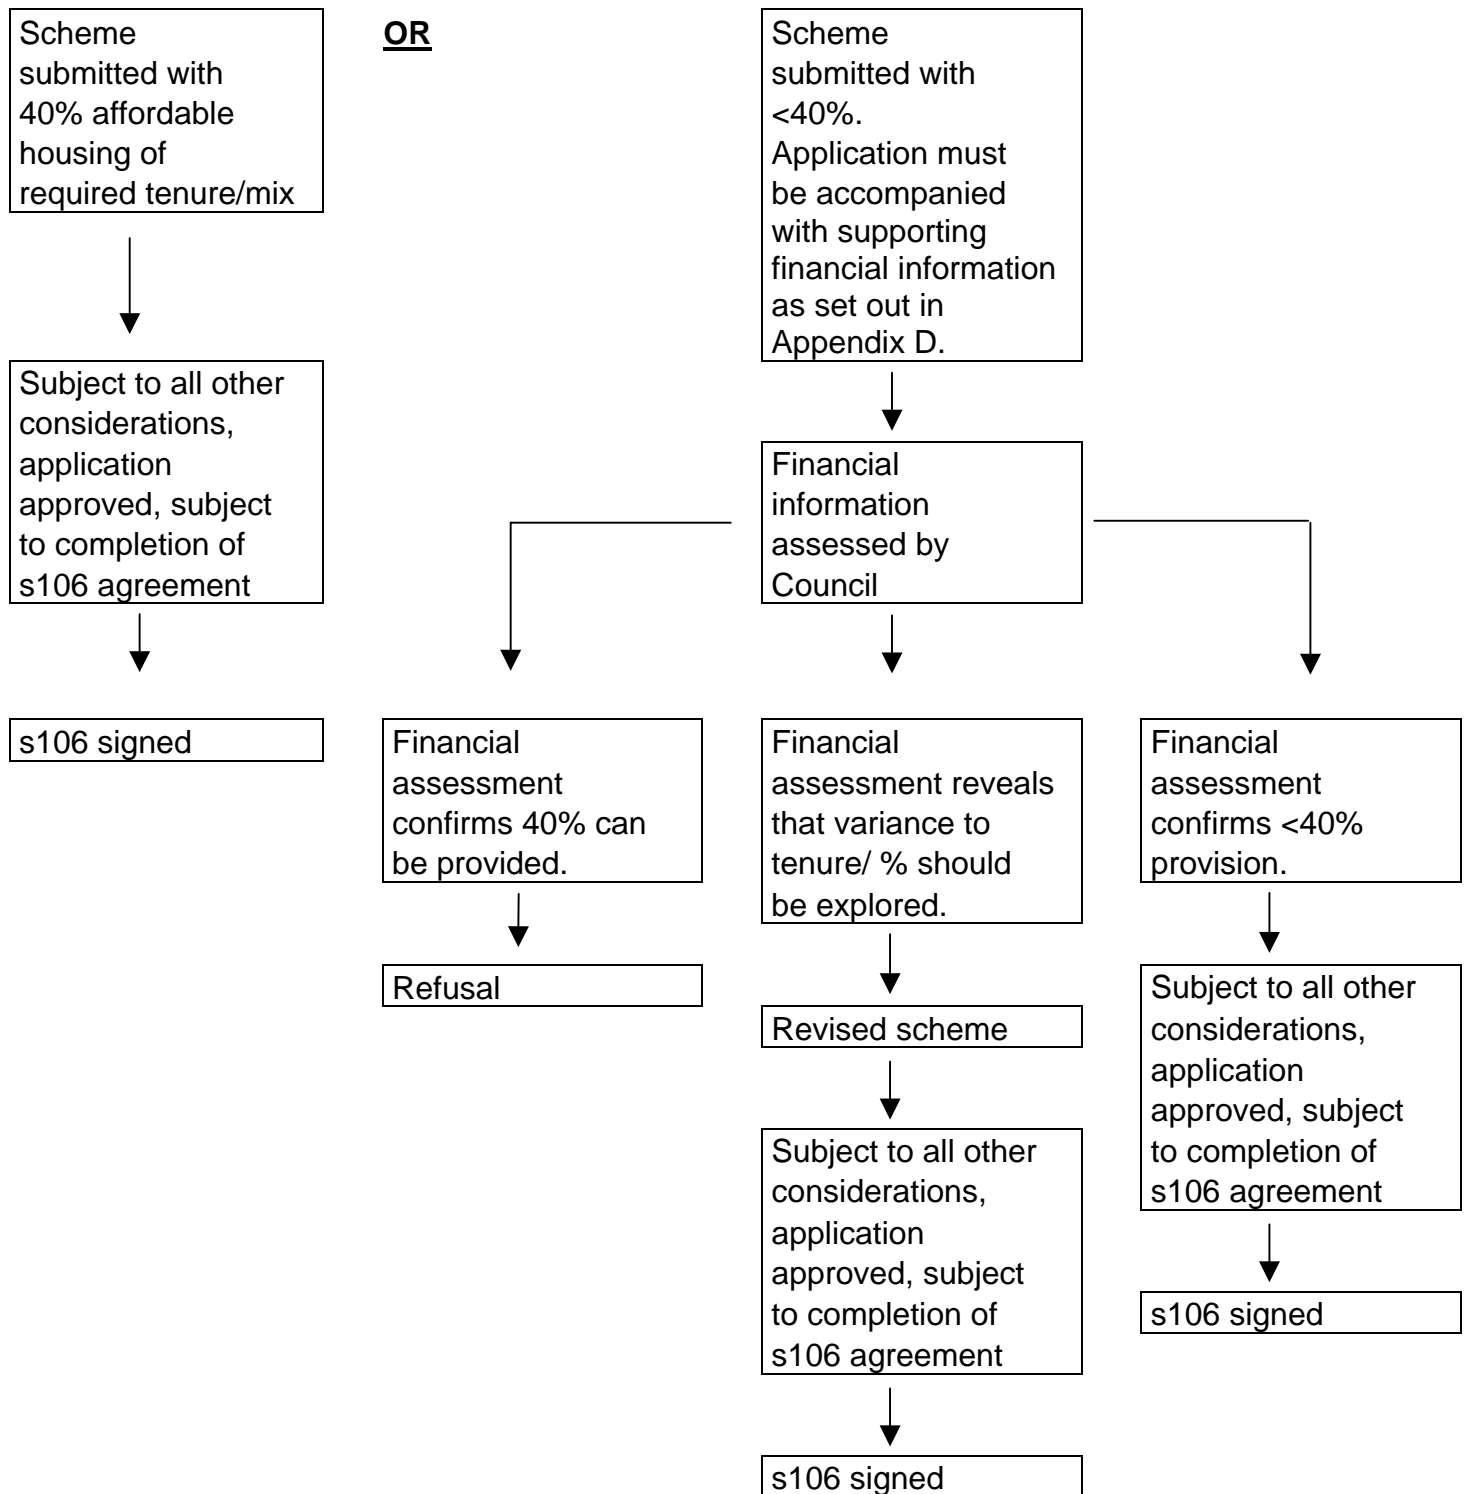 Scheme
submitted with
40% affordable
housing of
required tenure/mix
OR
Scheme
submitted with
<40%.
Application must
be accompanied
with supporting
financial information
as set out in
Appendix D.
Subject to all other
considerations,
application
approved, subject
to completion of
s106 agreement
Financial
information
assessed by
Council
s106 signed
Financial
assessment
confirms 40% can
be provided.
Financial
assessment reveals
that variance to
tenure/ % should
be explored.
Financial
assessment
confirms <40%
provision.
Refusal
Revised scheme
Subject to all other
considerations,
application
approved, subject
to completion of
s106 agreement
Subject to all other
considerations,
application
approved, subject
to completion of
s106 agreement
s106 signed
s106 signed